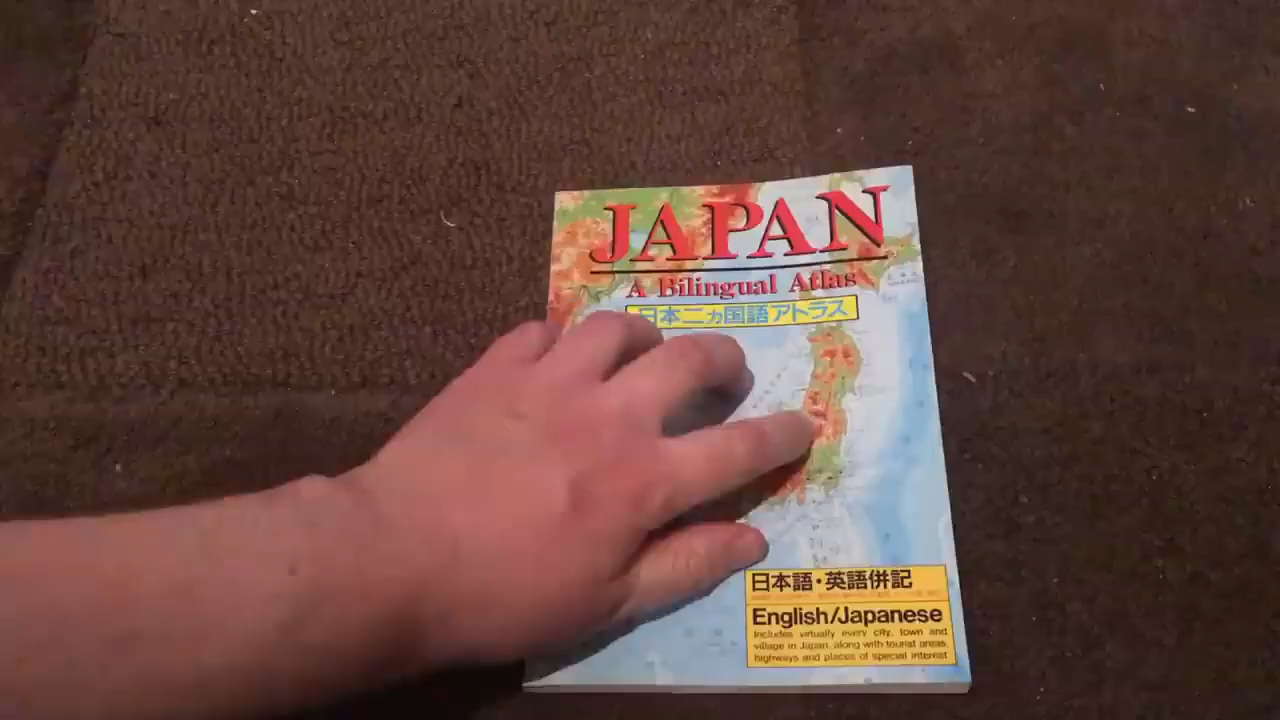 JAPAN
A Bilingual Atlas
日本二ヵ国語アトラス
日本語・英語併記
English/Japanese
Includes virtually every city, town and
village in Japan, along with tourist areas,
highways and places of special interest